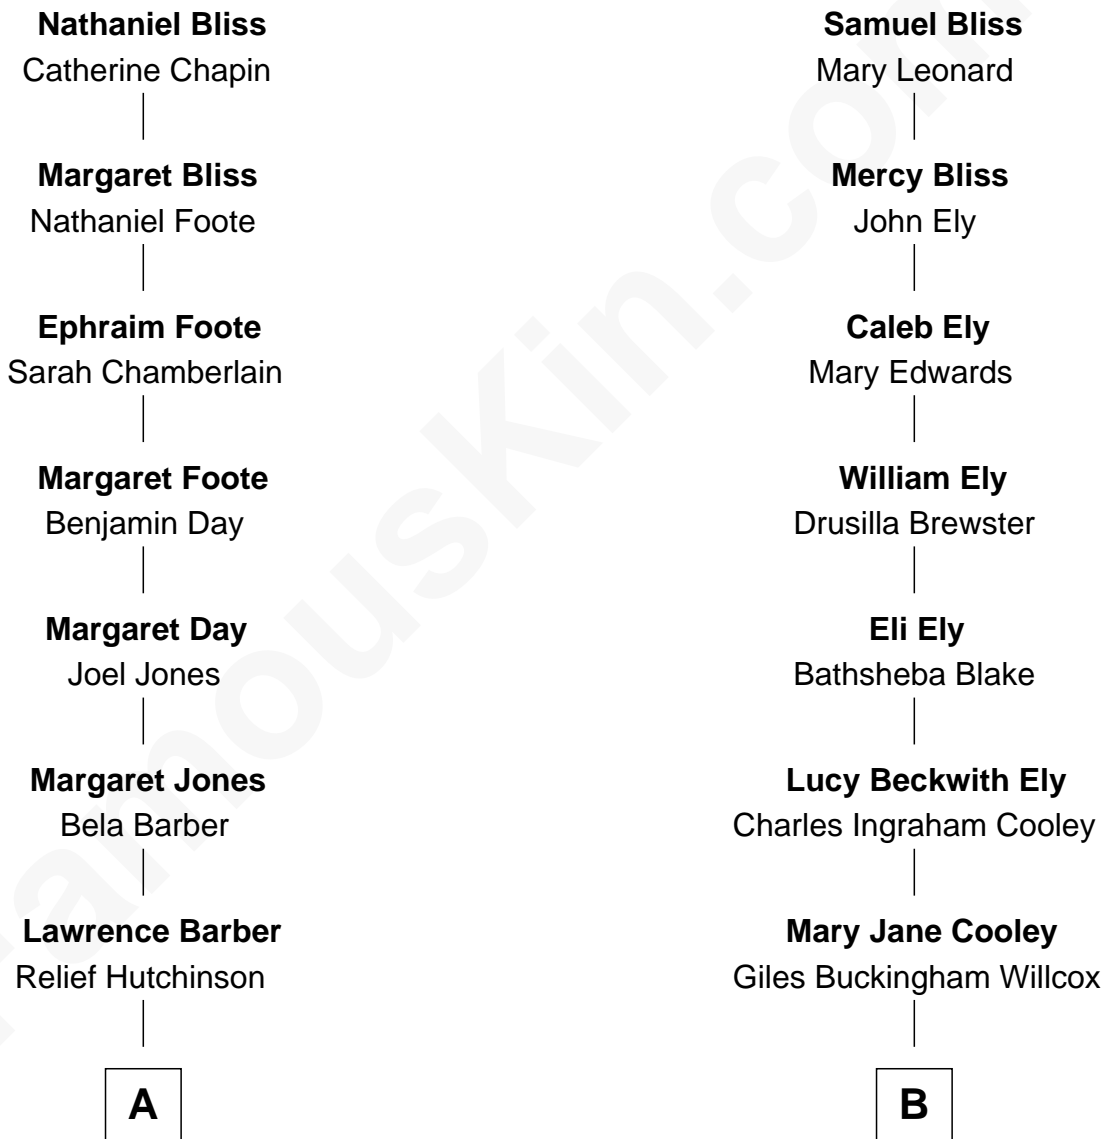 Nathaniel Bliss
Catherine Chapin
Margaret Bliss
Nathaniel Foote
Ephraim Foote
Sarah Chamberlain
Margaret Foote
Benjamin Day
Margaret Day
Joel Jones
Margaret Jones
Bela Barber
Lawrence Barber
Relief Hutchinson
A
Samuel Bliss
Mary Leonard
Mercy Bliss
John Ely
Caleb Ely
Mary Edwards
William Ely
Drusilla Brewster
Eli Ely
Bathsheba Blake
Lucy Beckwith Ely
Charles Ingraham Cooley
Mary Jane Cooley
Giles Buckingham Willcox
B
FamousKin.com